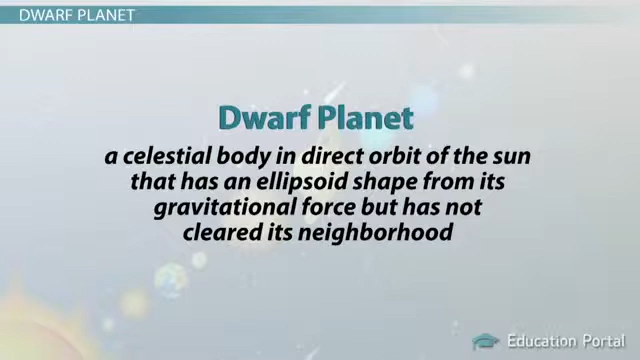 DWARF PLANET
Dwarf Planet
a celestial body in direct orbit of the sun
that has an ellipsoid shape from its
gravitational force but has not
cleared its neighborhood
Education Portal